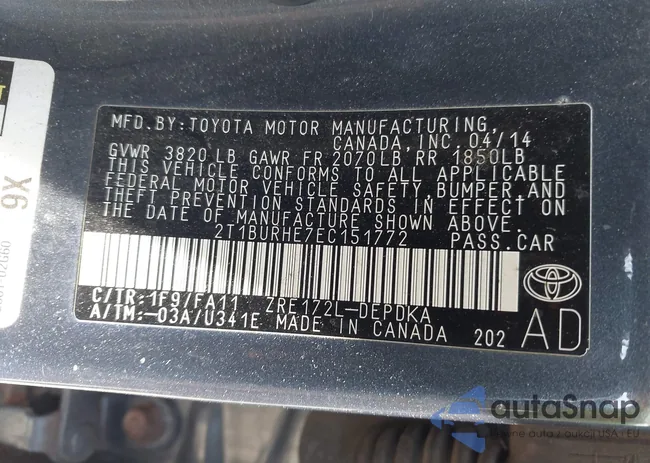 MFD.BY:TOYOTA MOTOR MANUFACTURING,
CANADA, INC. 04/14
GVWR 3820 LB GAWR FR 2070LB RR 1850LB
THIS VEHICLE CONFORMS TO ALL APPLICABLE
FEDERAL MOTOR VEHICLE SAFETY, BUMPER, AND
THEFT PREVENTION STANDARDS IN EFFECT ON
THE DATE OF MANUFACTURE SHOWN ABOVE.
2T1BURHE7EC151772 PASS.CAR
C/TR:1F9/FA11 ZRE172L-DEPDKA
A/TM:-03A/U341E MADE IN CANADA 202 AD
9X
autoSnap